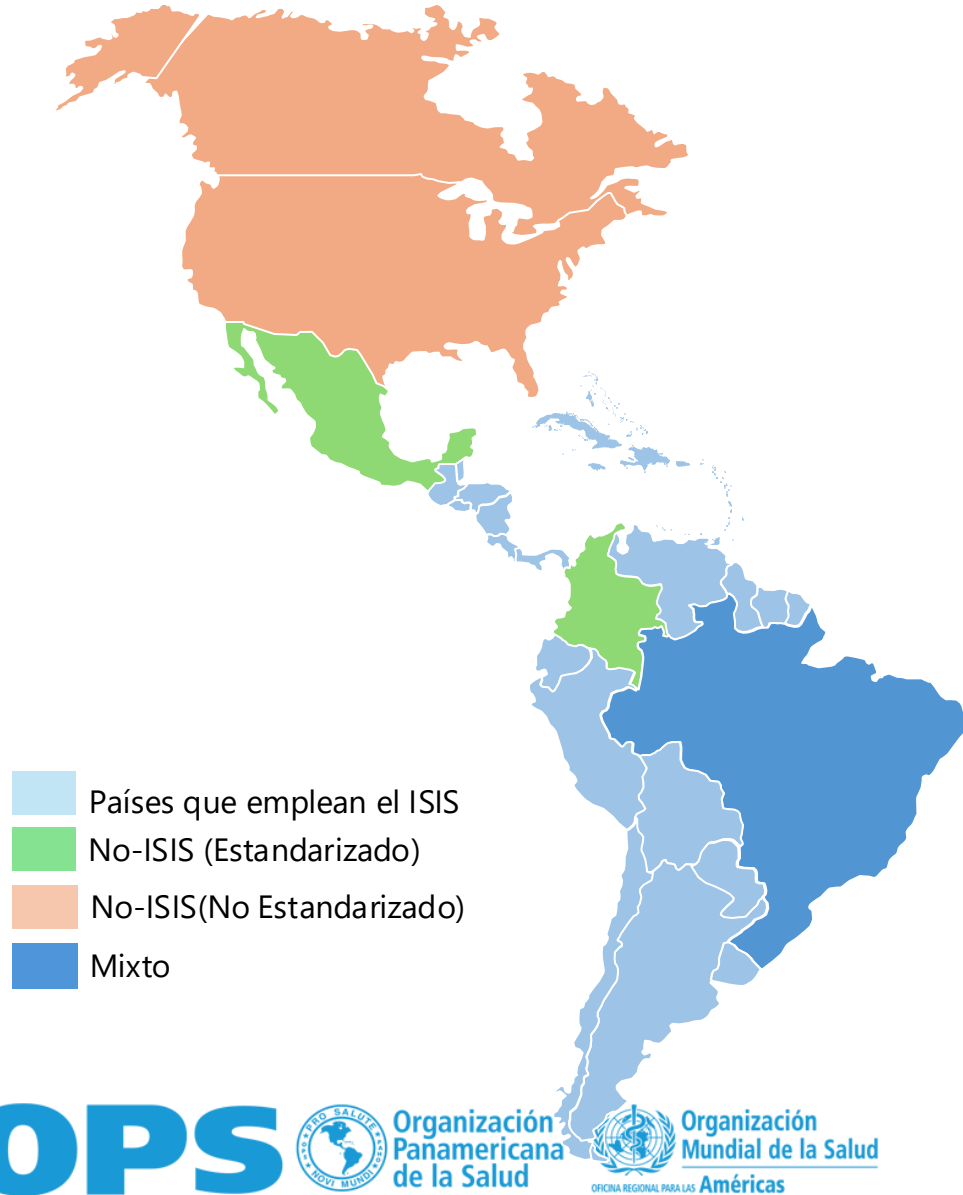 Países que emplean el ISIS
No-ISIS (Estandarizado)
No-ISIS(No Estandarizado)
Mixto
OPS
PRO SALUTE
NOVI MUNDI
Organización
Panamericana
de la Salud
Organización
Mundial de la Salud
OFICINA REGIONAL PARA LAS Américas